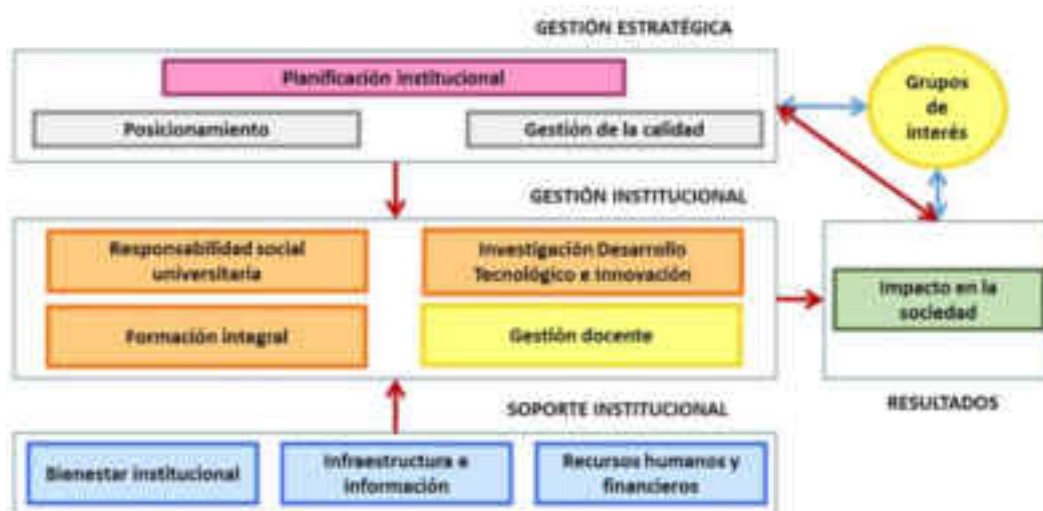 GESTIÓN ESTRATÉGICA
Planificación institucional
Posicionamiento
Gestión de la calidad
Grupos
de
interés
GESTIÓN INSTITUCIONAL
Responsabilidad social
universitaria
Investigación Desarrollo
Tecnológico e Innovación
Formación integral
Gestión docente
Impacto en la
sociedad
RESULTADOS
SOPORTE INSTITUCIONAL
Bienestar institucional
Infraestructura e
información
Recursos humanos y
financieros